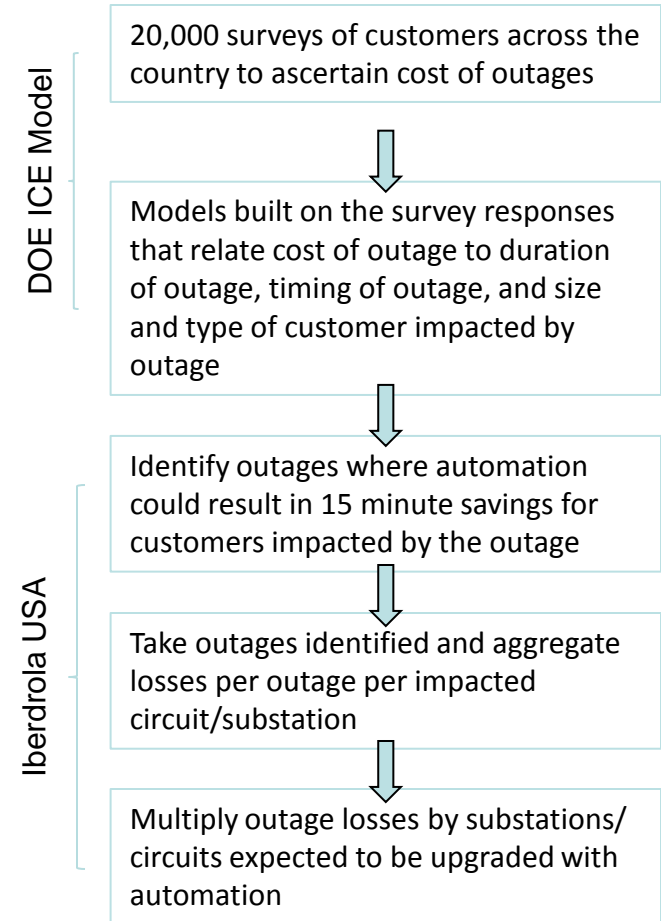 DOE ICE Model
20,000 surveys of customers across the
country to ascertain cost of outages
Models built on the survey responses
that relate cost of outage to duration
of outage, timing of outage, and size
and type of customer impacted by
outage
Iberdrola USA
Identify outages where automation
could result in 15 minute savings for
customers impacted by the outage
Take outages identified and aggregate
losses per outage per impacted
circuit/substation
Multiply outage losses by substations/
circuits expected to be upgraded with
automation